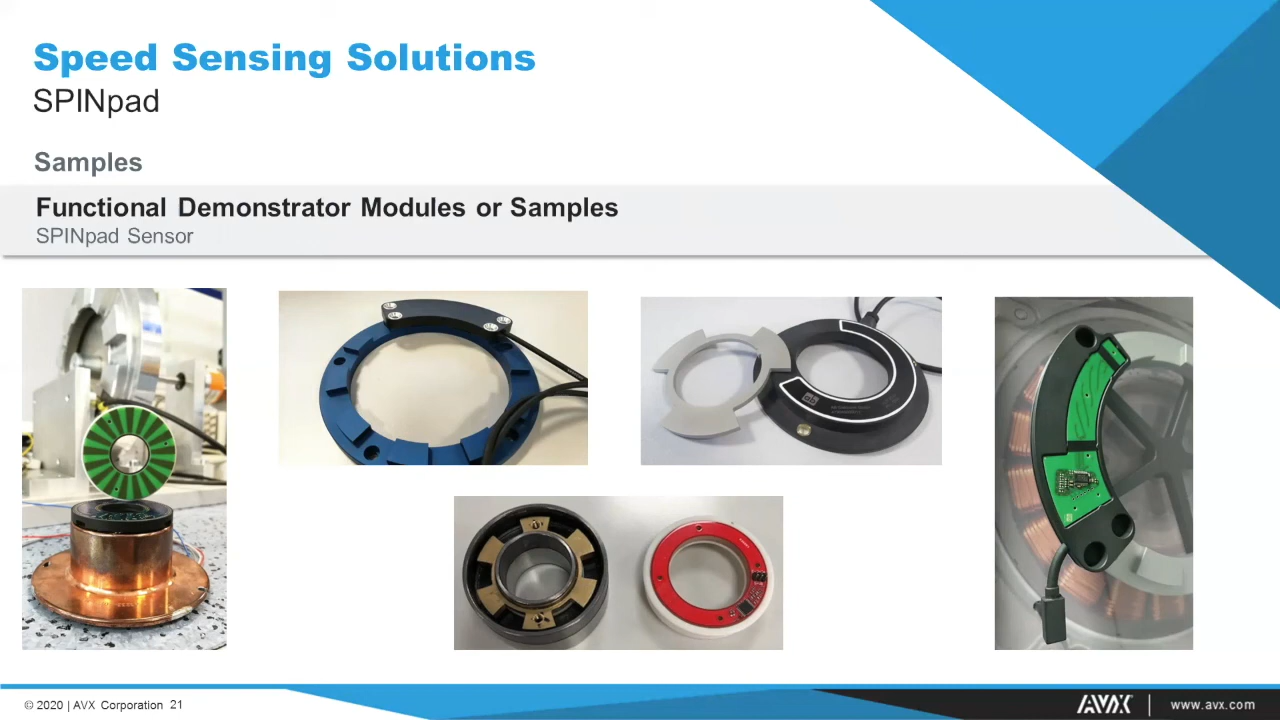 Speed Sensing Solutions
SPINpad
Samples
Functional Demonstrator Modules or Samples
SPINpad Sensor
© 2020 | AVX Corporation 21
AVX
www.avx.com